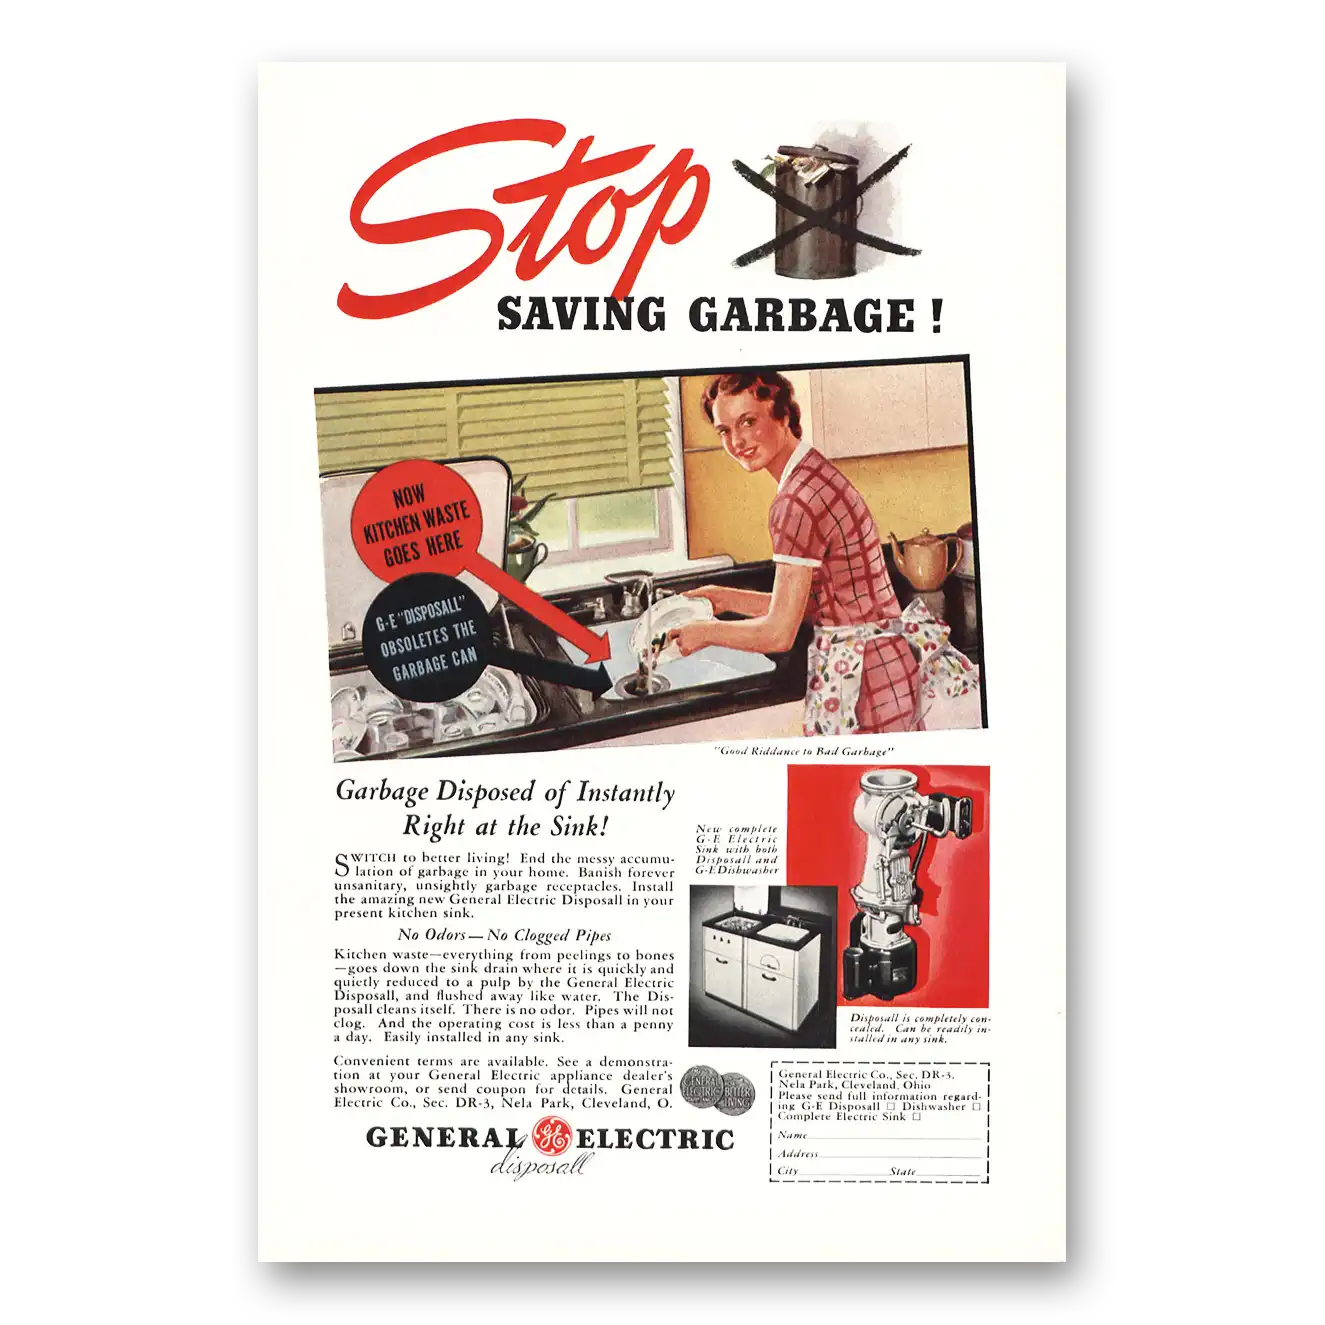 Stop
SAVING GARBAGE!
NOW
KITCHEN WASTE
GOES HERE
G-E "DISPOSALL"
OBSOLETES THE
GARBAGE CAN
"Good Riddance to Bad Garbage"
Garbage Disposed of Instantly
Right at the Sink!
SWITCH to better living! End the messy accumu-
lation of garbage in your home. Banish forever
unsanitary, unsightly garbage receptacles. Install
the amazing new General Electric Disposall in your
present kitchen sink.
No Odors—No Clogged Pipes
Kitchen waste—everything from peelings to bones
—goes down the sink drain where it is quickly and
quietly reduced to a pulp by the General Electric
Disposall, and flushed away like water. The Dis-
posall cleans itself. There is no odor. Pipes will not
clog. And the operating cost is less than a penny
a day. Easily installed in any sink.
Convenient terms are available. See a demonstra-
tion at your General Electric appliance dealer's
showroom, or send coupon for details. General
Electric Co., Sec. DR-3, Nela Park, Cleveland, O.
GENERAL GE ELECTRIC
disposall
New complete
G-E Electric
Sink with both
Disposall and
G-E Dishwasher
Disposall is completely con-
cealed. Can be readily in-
stalled in any sink.
GENERAL
ELECTRIC
BETTER
LIVING
General Electric Co., Sec. DR-3,
Nela Park, Cleveland, Ohio
Please send full information regard-
ing G-E Disposall □ Dishwasher □
Complete Electric Sink □
Name
Address
City State